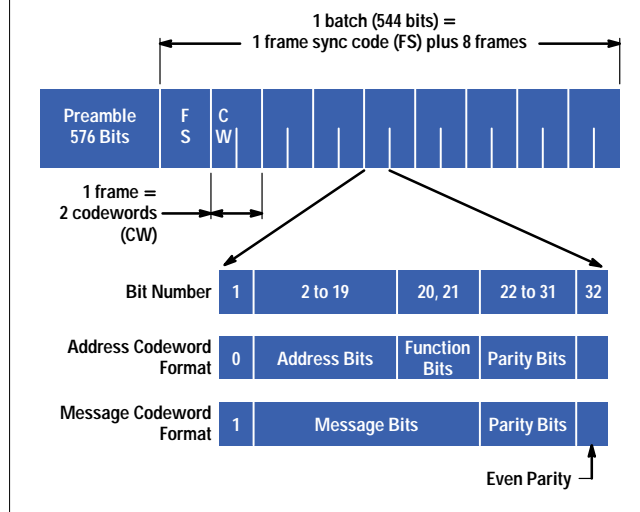 1 batch (544 bits) =
1 frame sync code (FS) plus 8 frames
Preamble
576 Bits
F
S
C
W
1 frame =
2 codewords
(CW)
Bit Number 1 2 to 19 20, 21 22 to 31 32
Address Codeword
Format
0 Address Bits
Function
Bits
Parity Bits
Message Codeword
Format
1 Message Bits Parity Bits
Even Parity